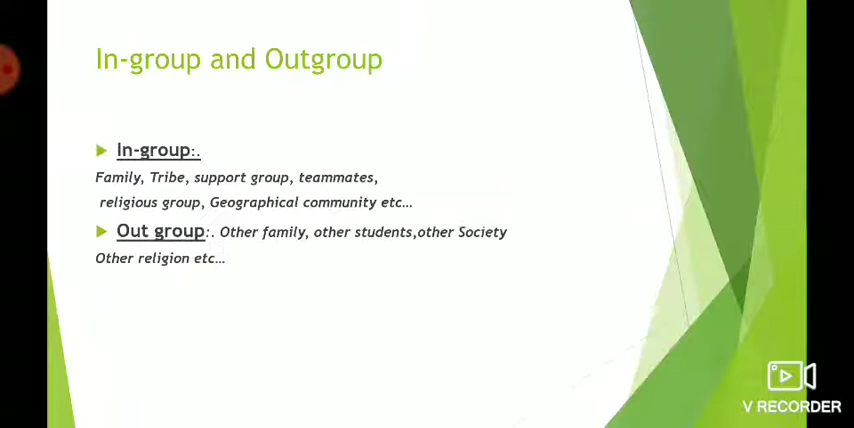 In-group and Outgroup
In-group:.
Family, Tribe, support group, teammates,
religious group, Geographical community etc…
Out group:. Other family, other students,other Society
Other religion etc…
V RECORDER